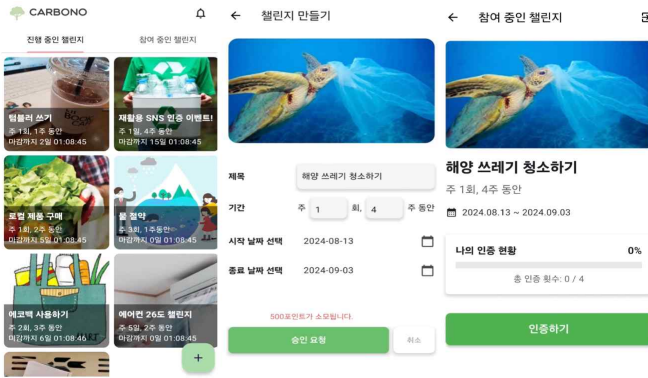 CARBONO
진행 중인 챌린지
참여 중인 챌린지
텀블러 쓰기
주 1회, 1주 동안
마감까지 2일 01:08:45
재활용 SNS 인증 이벤트!
주 1일, 4주 동안
마감까지 15일 01:08:45
로컬 제품 구매
주 1회, 2주 동안
마감까지 5일 01:08:45
물 절약
주 3회, 1주동안
마감까지 0일 01:08:45
에코백 사용하기
주 2회, 3주 동안
마감까지 6일 01:08:46
에어컨 26도 챌린지
주 5일, 2주 동안
마감까지 0일 01:08:45
+
챌린지 만들기
제목
해양 쓰레기 청소하기
기간
주 1 회, 4 주 동안
시작 날짜 선택
2024-08-13
종료 날짜 선택
2024-09-03
500포인트가 소모됩니다.
승인 요청
취소
참여 중인 챌린지
해양 쓰레기 청소하기
주 1회, 4주 동안
2024.08.13 ~ 2024.09.03
나의 인증 현황
0%
총 인증 횟수: 0 / 4
인증하기